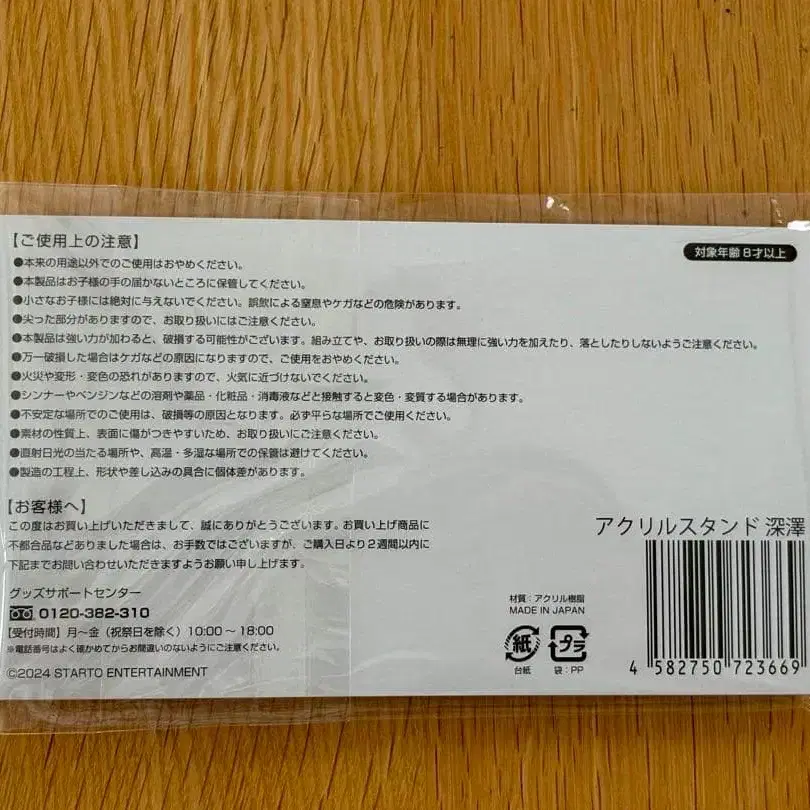 【ご使用上の注意】
対象年齢 8才以上
●本来の用途以外でのご使用はおやめください。
●本製品はお子様の手の届かないところに保管してください。
●小さなお子様には絶対に与えないでください。誤飲による窒息やケガなどの危険があります。
●尖った部分がありますので、お取り扱いにはご注意ください。
●本製品は強い力が加わると、破損する可能性がございます。組み立てや、お取り扱いの際は無理に強い力を加えたり、落としたりしないようご注意ください。
●万一破損した場合はケガなどの原因になりますので、ご使用をおやめください。
●火災や変形・変色の恐れがありますので、火気に近づけないでください。
●シンナーやベンジンなどの溶剤や薬品・化粧品・消毒液などと接触すると変色・変質する場合があります。
●不安定な場所でのご使用は、破損等の原因となります。必ず平らな場所でご使用ください。
●素材の性質上、表面に傷がつきやすいため、お取り扱いにご注意ください。
●直射日光の当たる場所や、高温・多湿な場所での保管は避けてください。
●製造の工程上、形状や差し込みの具合に個体差があります。
【お客様へ】
この度はお買い上げいただきまして、誠にありがとうございます。お買い上げ商品に
不都合品などありました場合は、お手数ではございますが、ご購入日より2週間以内に
下記までお問い合わせいただきますようお願い申し上げます。
グッズサポートセンター
0120-382-310
【受付時間】月～金（祝祭日を除く）10:00～18:00
※電話番号はよく確かめてからお間違いのないようにご注意ください。
©2024 STARTO ENTERTAINMENT
アクリルスタンド 深澤
材質：アクリル樹脂
MADE IN JAPAN
紙
プラ
台紙
袋：PP
4 582750 723669